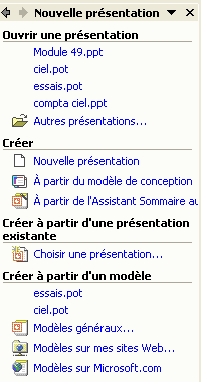 Nouvelle présentation
Ouvrir une présentation
Module 49.ppt
ciel.pot
essais.pot
compta ciel.ppt
Autres présentations...
Créer
Nouvelle présentation
À partir du modèle de conception
À partir de l'Assistant Sommaire au
Créer à partir d'une présentation
existante
Choisir une présentation...
Créer à partir d'un modèle
essais.pot
ciel.pot
Modèles généraux...
Modèles sur mes sites Web...
Modèles sur Microsoft.com